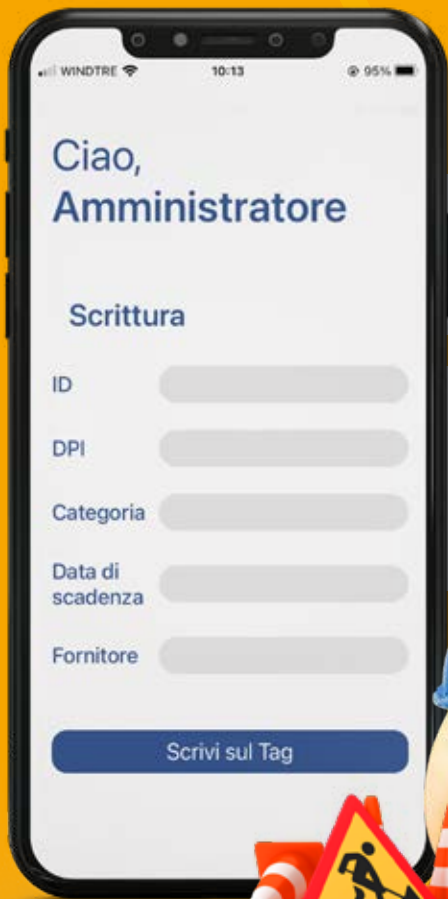 WINDTRE 10:13 95%
Ciao,
Amministratore
Scrittura
ID
DPI
Categoria
Data di
scadenza
Fornitore
Scrivi sul Tag